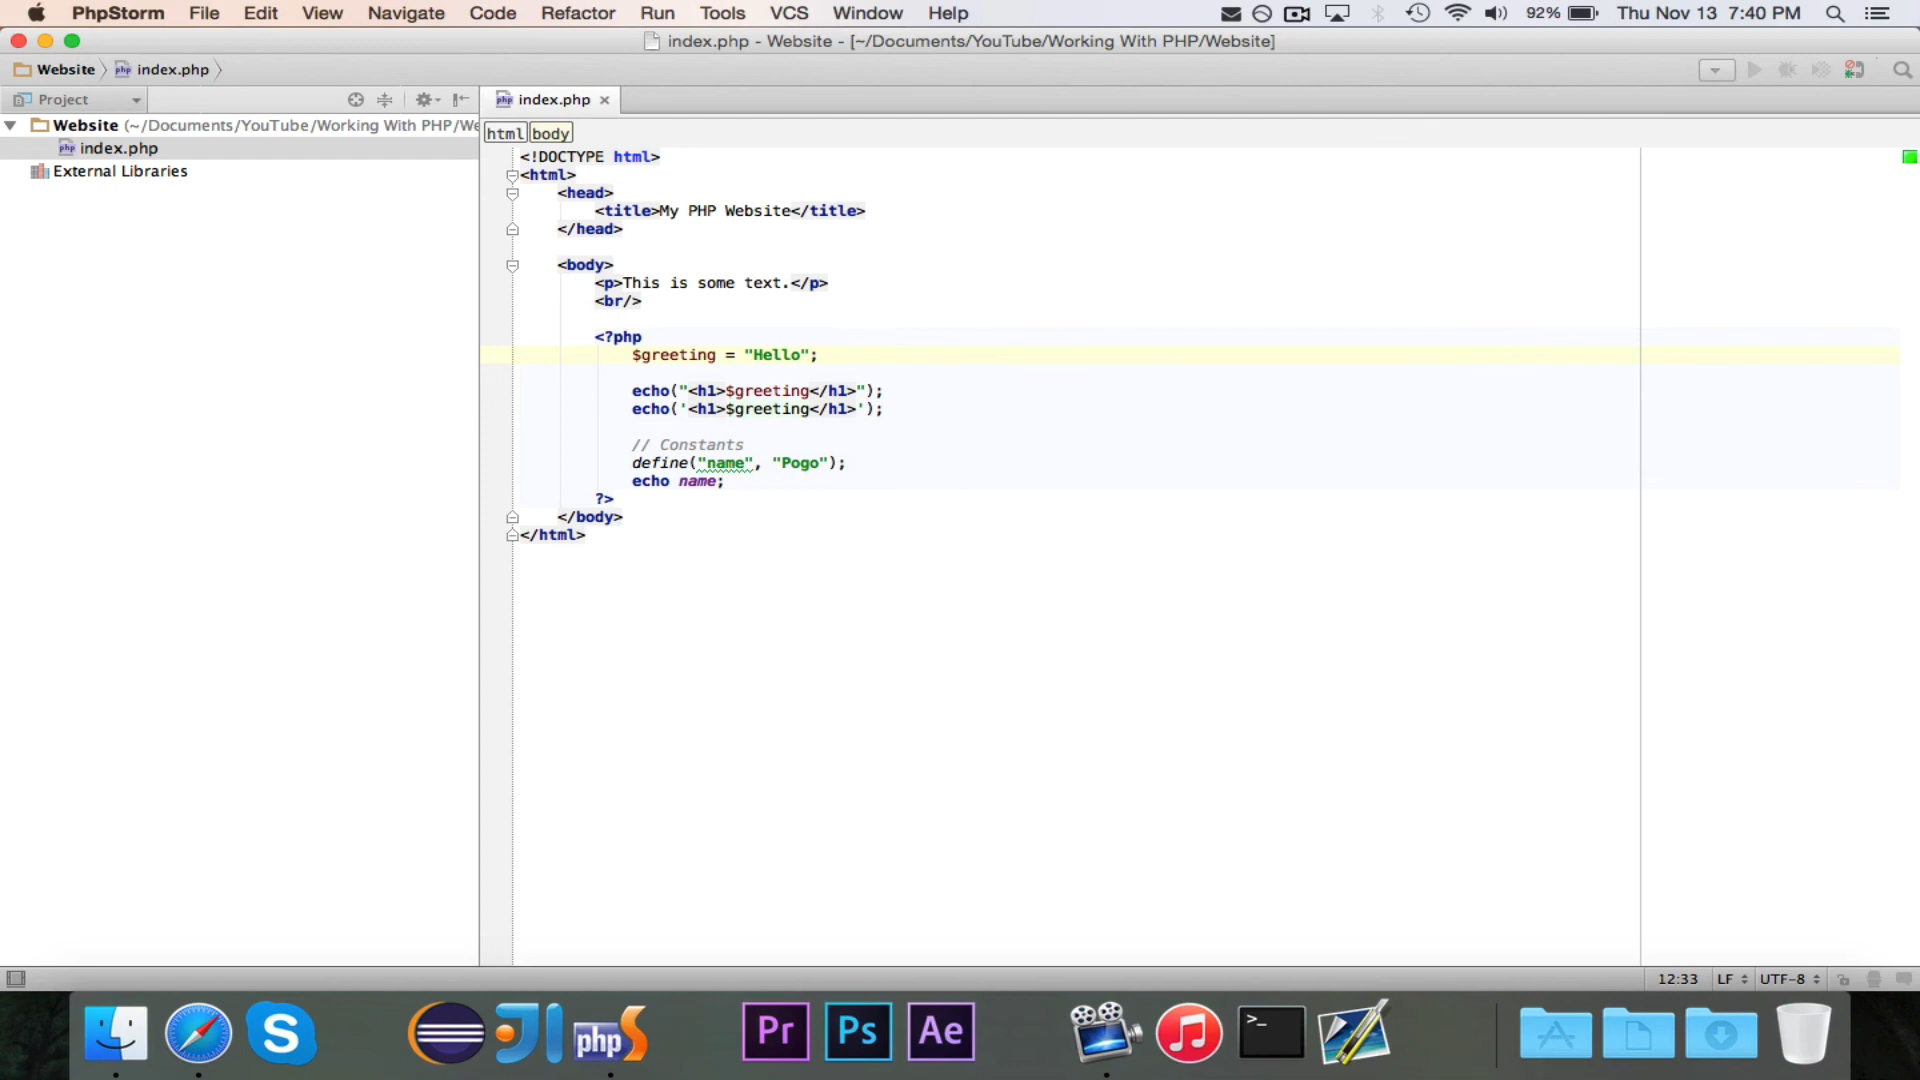 PhpStorm File Edit View Navigate Code Refactor Run Tools VCS Window Help 92% Thu Nov 13 7:40 PM
index.php - Website - [~/Documents/YouTube/Working With PHP/Website]
Website index.php
Project index.php
Website (~/Documents/YouTube/Working With PHP/We
index.php
External Libraries
html body
<!DOCTYPE html>
<html>
<head>
<title>My PHP Website</title>
</head>
<body>
<p>This is some text.</p>
<br/>
<?php
$greeting = "Hello";
echo("<h1>$greeting</h1>");
echo('<h1>$greeting</h1>');
// Constants
define("name", "Pogo");
echo name;
?>
</body>
</html>
12:33 LF UTF-8
S JI php S Pr Ps Ae >_